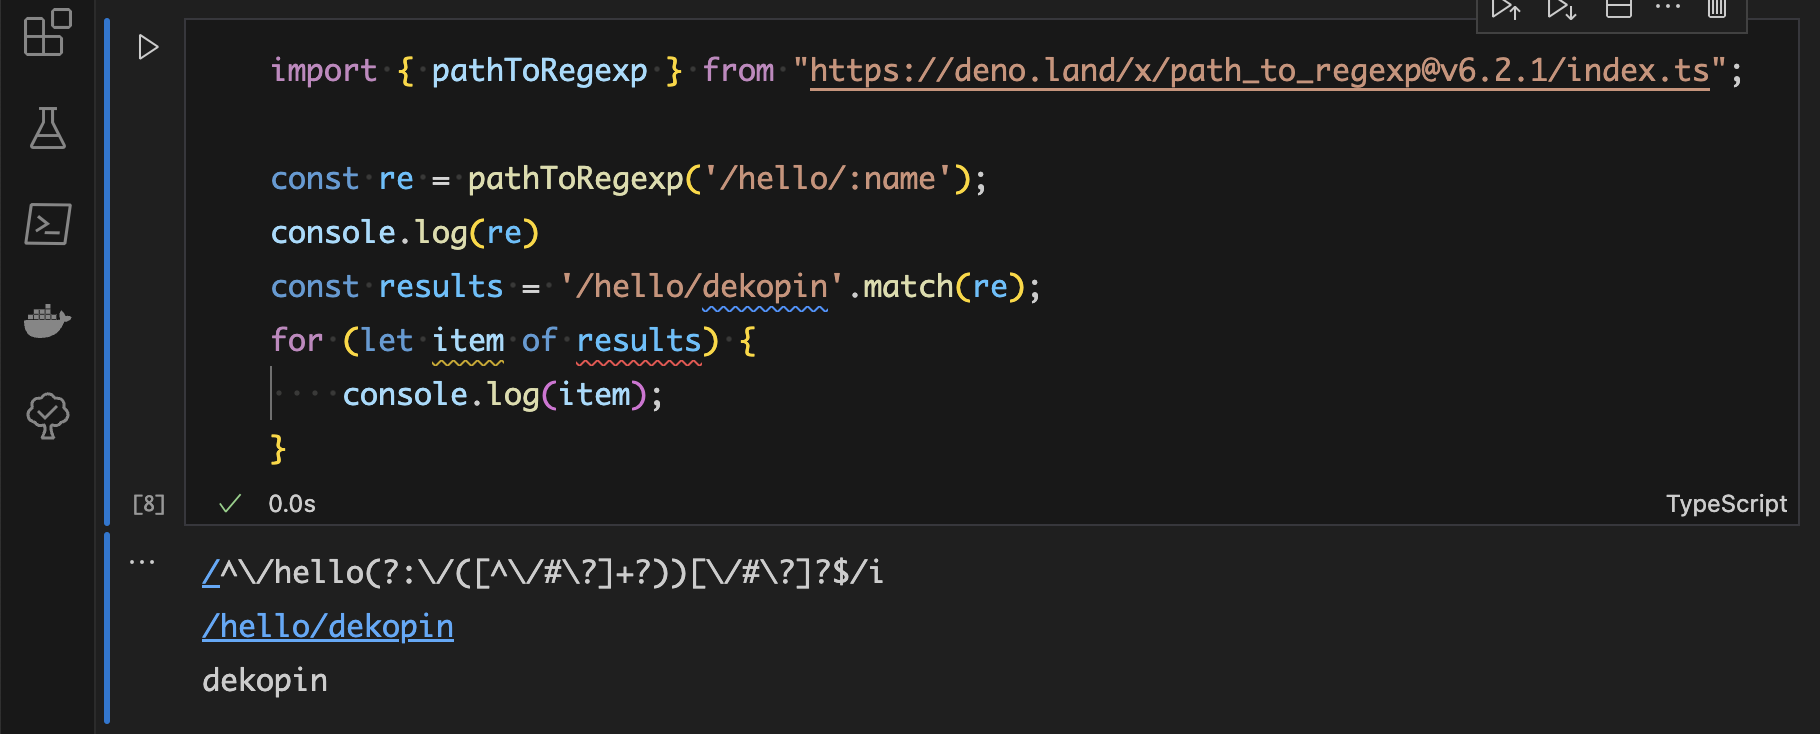 import { pathToRegexp } from "https://deno.land/x/path_to_regexp@v6.2.1/index.ts";
const re = pathToRegexp('/hello/:name');
console.log(re)
const results = '/hello/dekopin'.match(re);
for (let item of results) {
    console.log(item);
}
[8] 0.0s TypeScript
/^\/hello(?:\/([^\/#\?]+?))[\/#\?]?$/i
/hello/dekopin
dekopin